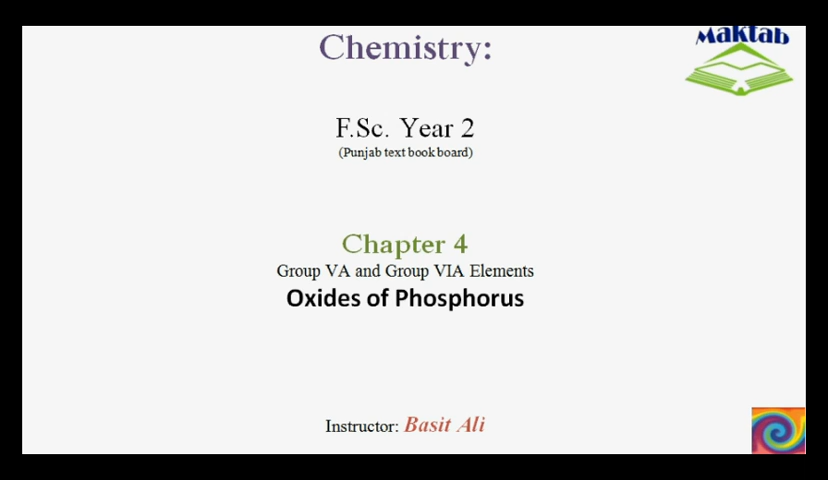 Chemistry:
Maktab
F.Sc. Year 2
(Punjab text book board)
Chapter 4
Group VA and Group VIA Elements
Oxides of Phosphorus
Instructor: Basit Ali